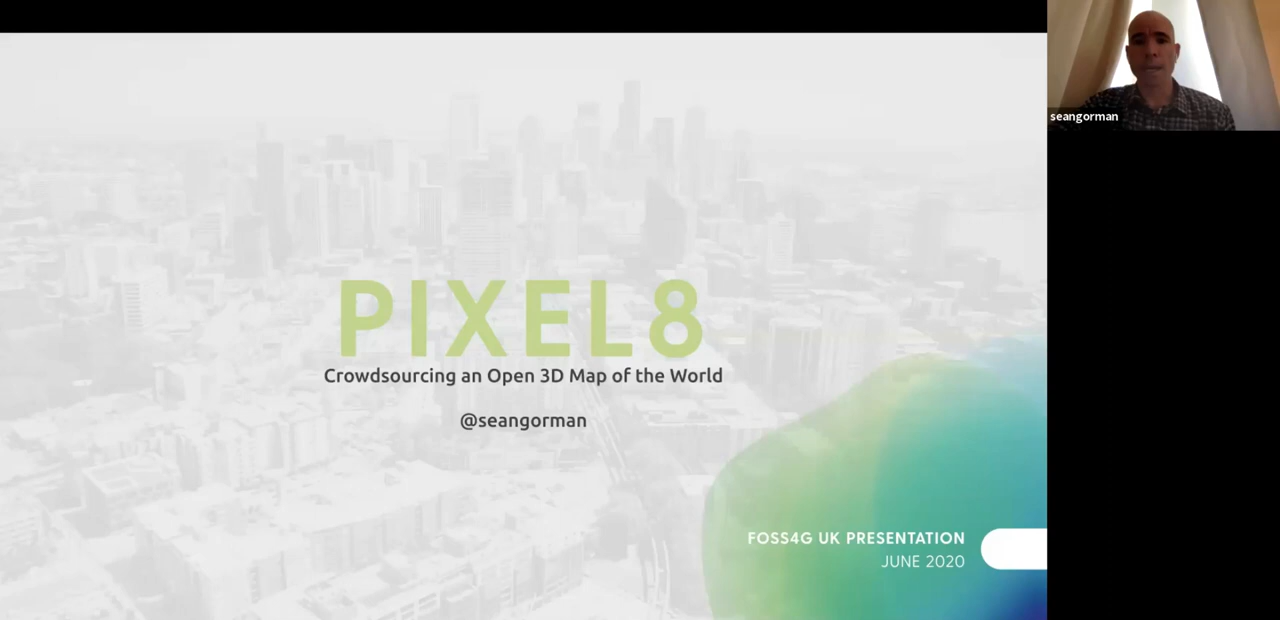 PIXEL8
Crowdsourcing an Open 3D Map of the World
@seangorman
FOSS4G UK PRESENTATION
JUNE 2020
seangorman